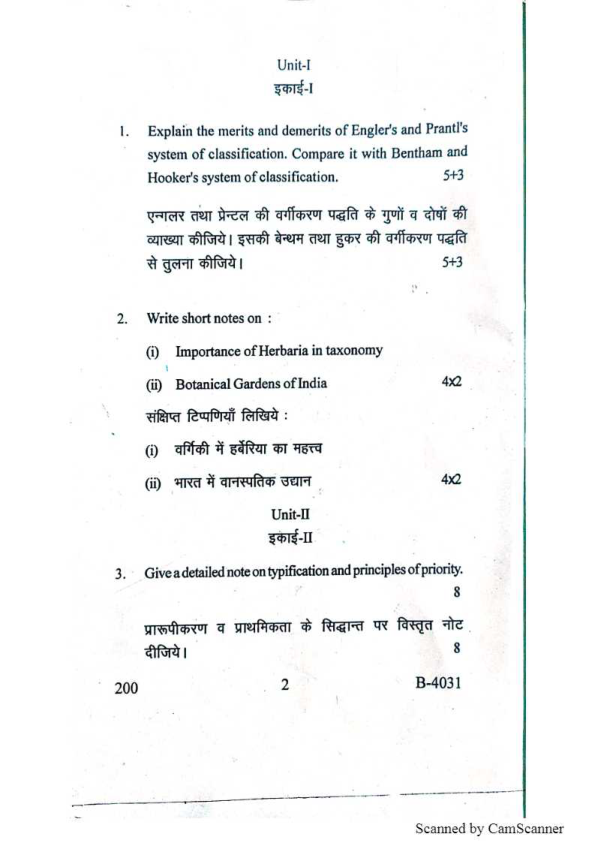 Unit-I
इकाई-I
1. Explain the merits and demerits of Engler's and Prantl's
system of classification. Compare it with Bentham and
Hooker's system of classification. 5+3
एन्गलर तथा प्रेन्टल की वर्गीकरण पद्धति के गुणों व दोषों की
व्याख्या कीजिये। इसकी बेन्थम तथा हुकर की वर्गीकरण पद्धति
से तुलना कीजिये। 5+3
2. Write short notes on :
(i) Importance of Herbaria in taxonomy
(ii) Botanical Gardens of India 4x2
संक्षिप्त टिप्पणियाँ लिखिये :
(i) वर्गिकी में हर्बेरिया का महत्त्व
(ii) भारत में वानस्पतिक उद्यान 4x2
Unit-II
इकाई-II
3. Give a detailed note on typification and principles of priority.
8
प्रारूपीकरण व प्राथमिकता के सिद्धान्त पर विस्तृत नोट
दीजिये। 8
200 2 B-4031
Scanned by CamScanner